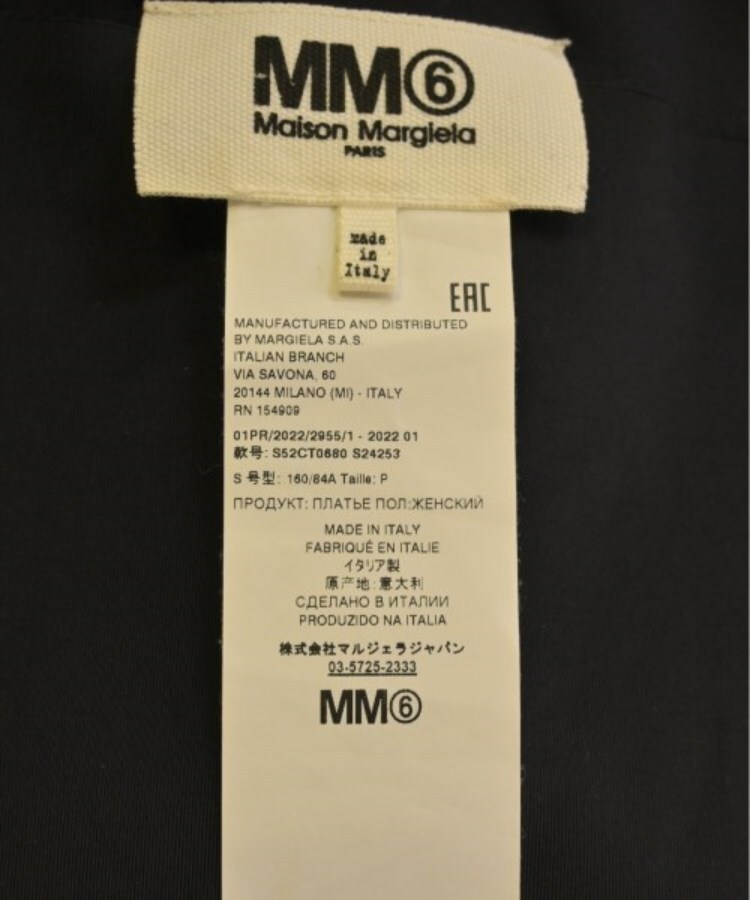 MM⑥
Maison Margiela
PARIS
made
in
Italy
EAC
MANUFACTURED AND DISTRIBUTED
BY MARGIELA S.A.S.
ITALIAN BRANCH
VIA SAVONA, 60
20144 MILANO (MI) - ITALY
RN 154909
01PR/2022/2955/1 - 2022 01
款号: S52CT0680 S24253
S 号型: 160/84A Taille: P
ПРОДУКТ: ПЛАТЬЕ ПОЛ:ЖЕНСКИЙ
MADE IN ITALY
FABRIQUÉ EN ITALIE
イタリア製
原产地:意大利
СДЕЛАНО В ИТАЛИИ
PRODUZIDO NA ITALIA
株式会社マルジェラジャパン
03-5725-2333
MM⑥